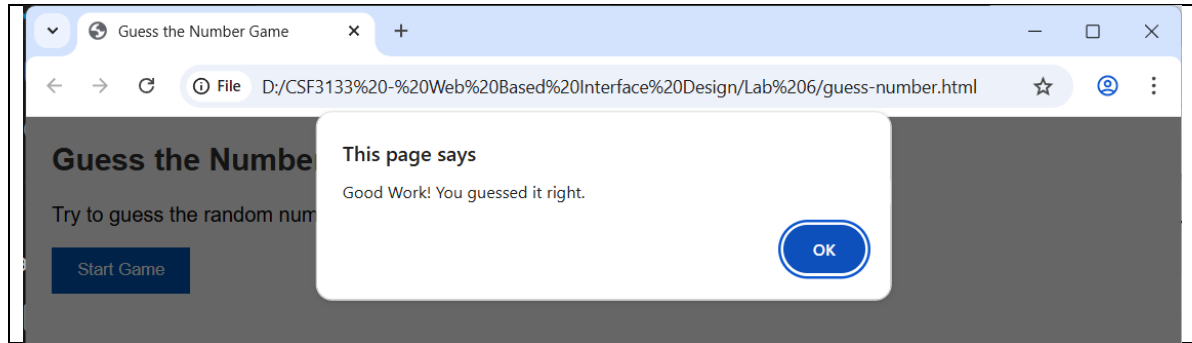 Guess the Number Game
File D:/CSF3133%20-%20Web%20Based%20Interface%20Design/Lab%206/guess-number.html
Guess the Numbe
This page says
Good Work! You guessed it right.
Try to guess the random num
OK
Start Game